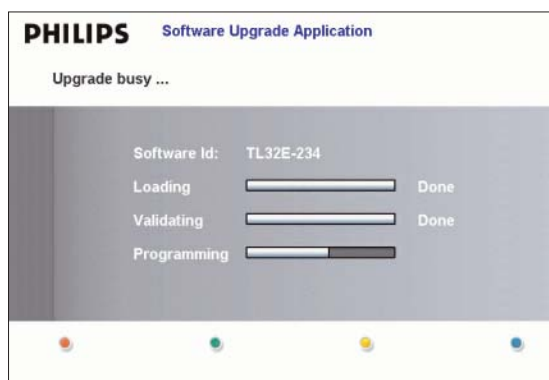 PHILIPS Software Upgrade Application
Upgrade busy ...
Software Id: TL32E-234
Loading Done
Validating Done
Programming